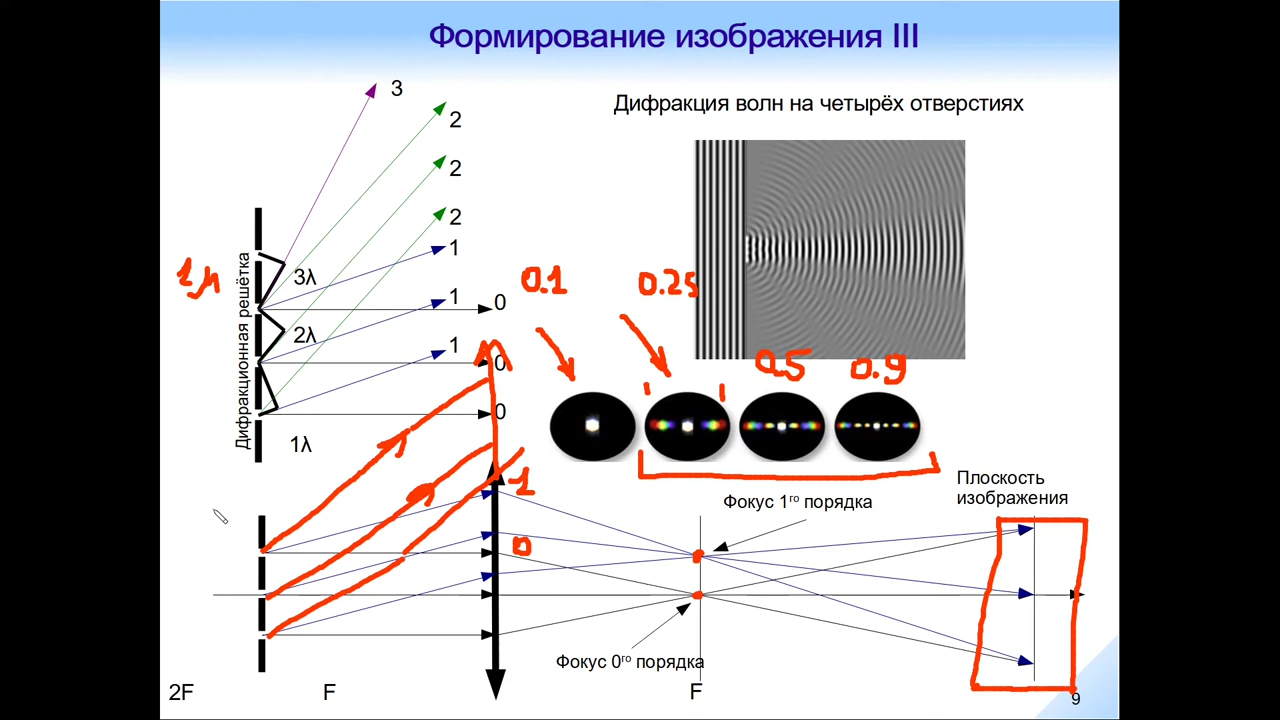 Формирование изображения III
3
2
2
2
1
1
1
0
0
0
3λ
2λ
1λ
Дифракционная решётка
1μ
Дифракция волн на четырёх отверстиях
0.1
0.25
0.5
0.9
1
0
Фокус 1го порядка
Плоскость
изображения
Фокус 0го порядка
2F
F
F
9